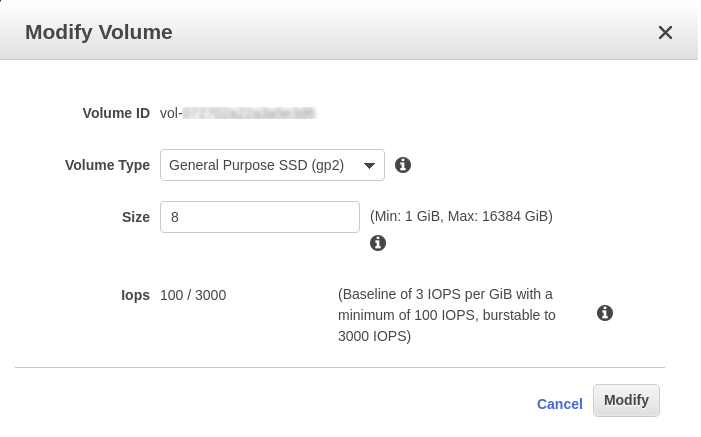 Modify Volume
Volume ID vol-
Volume Type General Purpose SSD (gp2)
Size 8 (Min: 1 GiB, Max: 16384 GiB)
Iops 100 / 3000 (Baseline of 3 IOPS per GiB with a
minimum of 100 IOPS, burstable to
3000 IOPS)
Cancel Modify